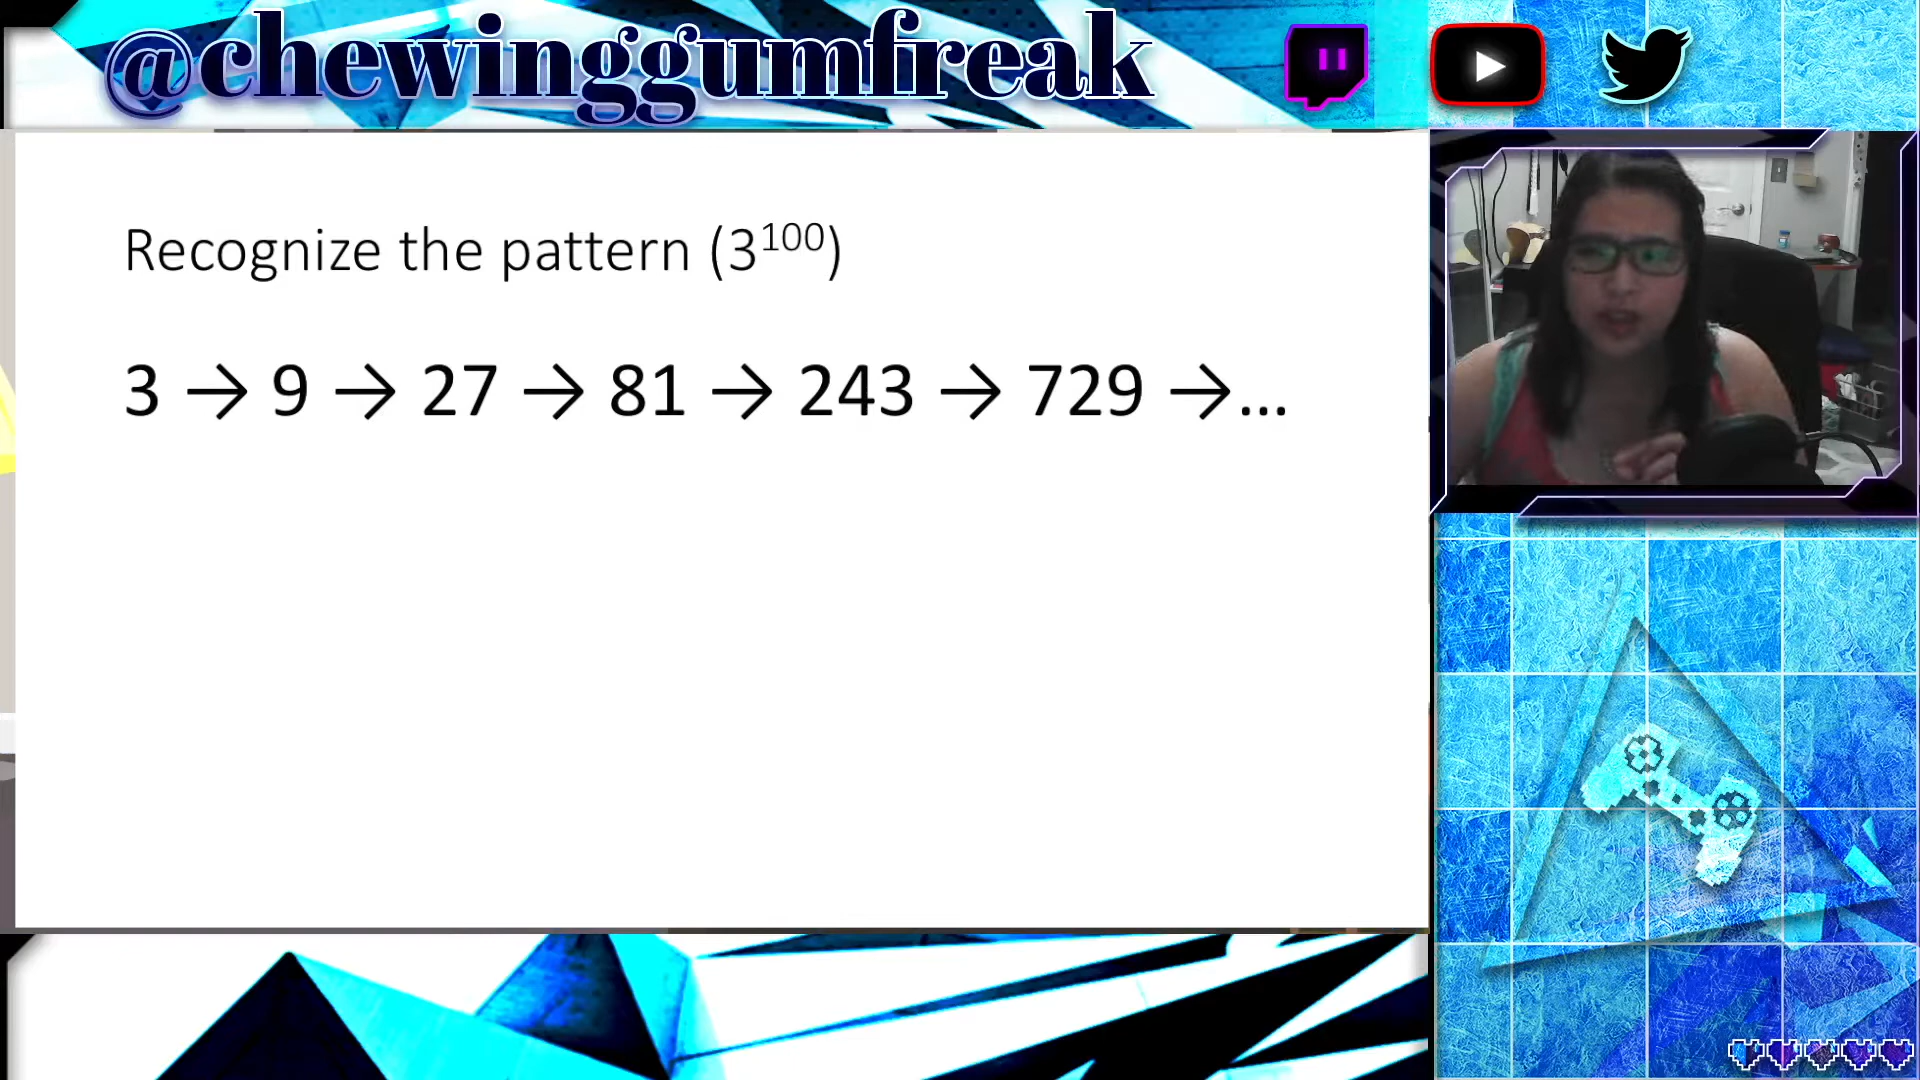 @chewinggumfreak
Recognize the pattern (3¹⁰⁰)
3 → 9 → 27 → 81 → 243 → 729 →...